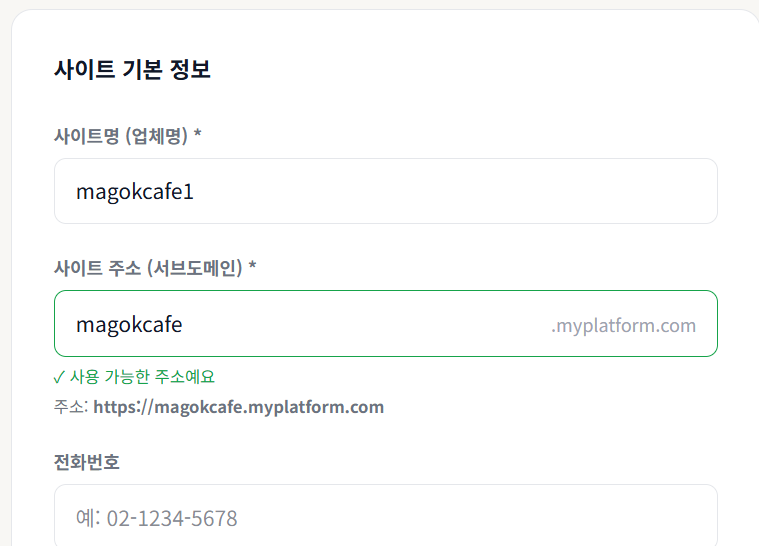 사이트 기본 정보
사이트명 (업체명) *
magokcafe1
사이트 주소 (서브도메인) *
magokcafe .myplatform.com
✓ 사용 가능한 주소예요
주소: https://magokcafe.myplatform.com
전화번호
예: 02-1234-5678